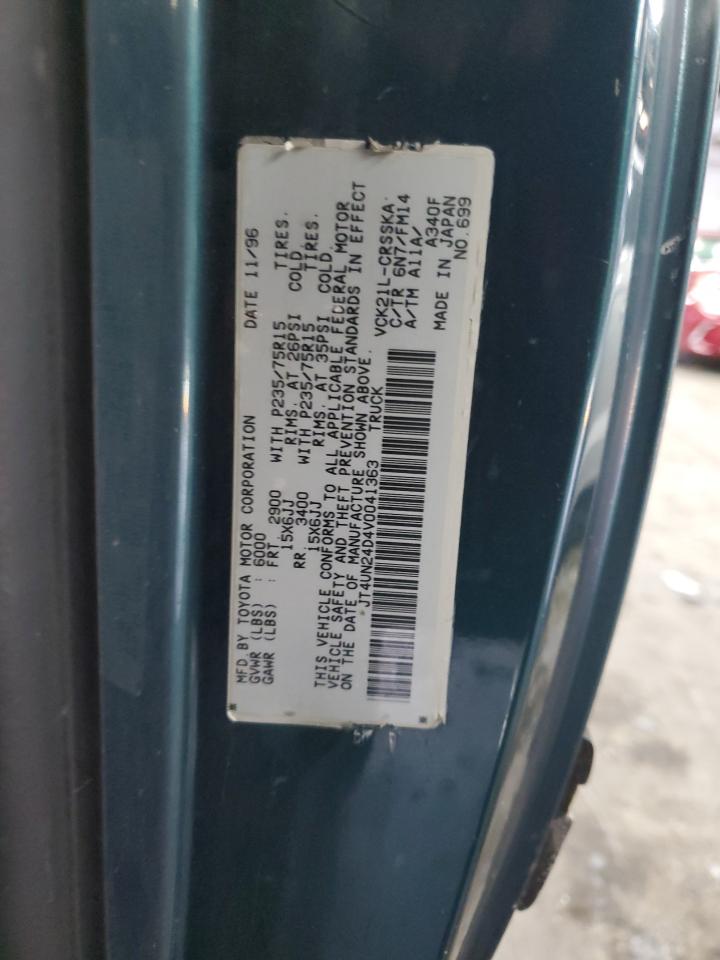 MFD.BY TOYOTA MOTOR CORPORATION DATE 11/96
GVWR (LBS) : 6000
GAWR (LBS) : FRT. 2900 WITH P235/75R15 TIRES.
15X6JJ RIMS. AT 26PSI COLD.
RR. 3400 WITH P235/75R15 TIRES.
15X6JJ RIMS. AT 35PSI COLD.
THIS VEHICLE CONFORMS TO ALL APPLICABLE FEDERAL MOTOR
VEHICLE SAFETY AND THEFT PREVENTION STANDARDS IN EFFECT
ON THE DATE OF MANUFACTURE SHOWN ABOVE.
JT4UN24D4V0041363 TRUCK
VCK21L-CRSSKA
C/TR 6N7/FM14
A/TM A11A/
A340F
MADE IN JAPAN
NO.699